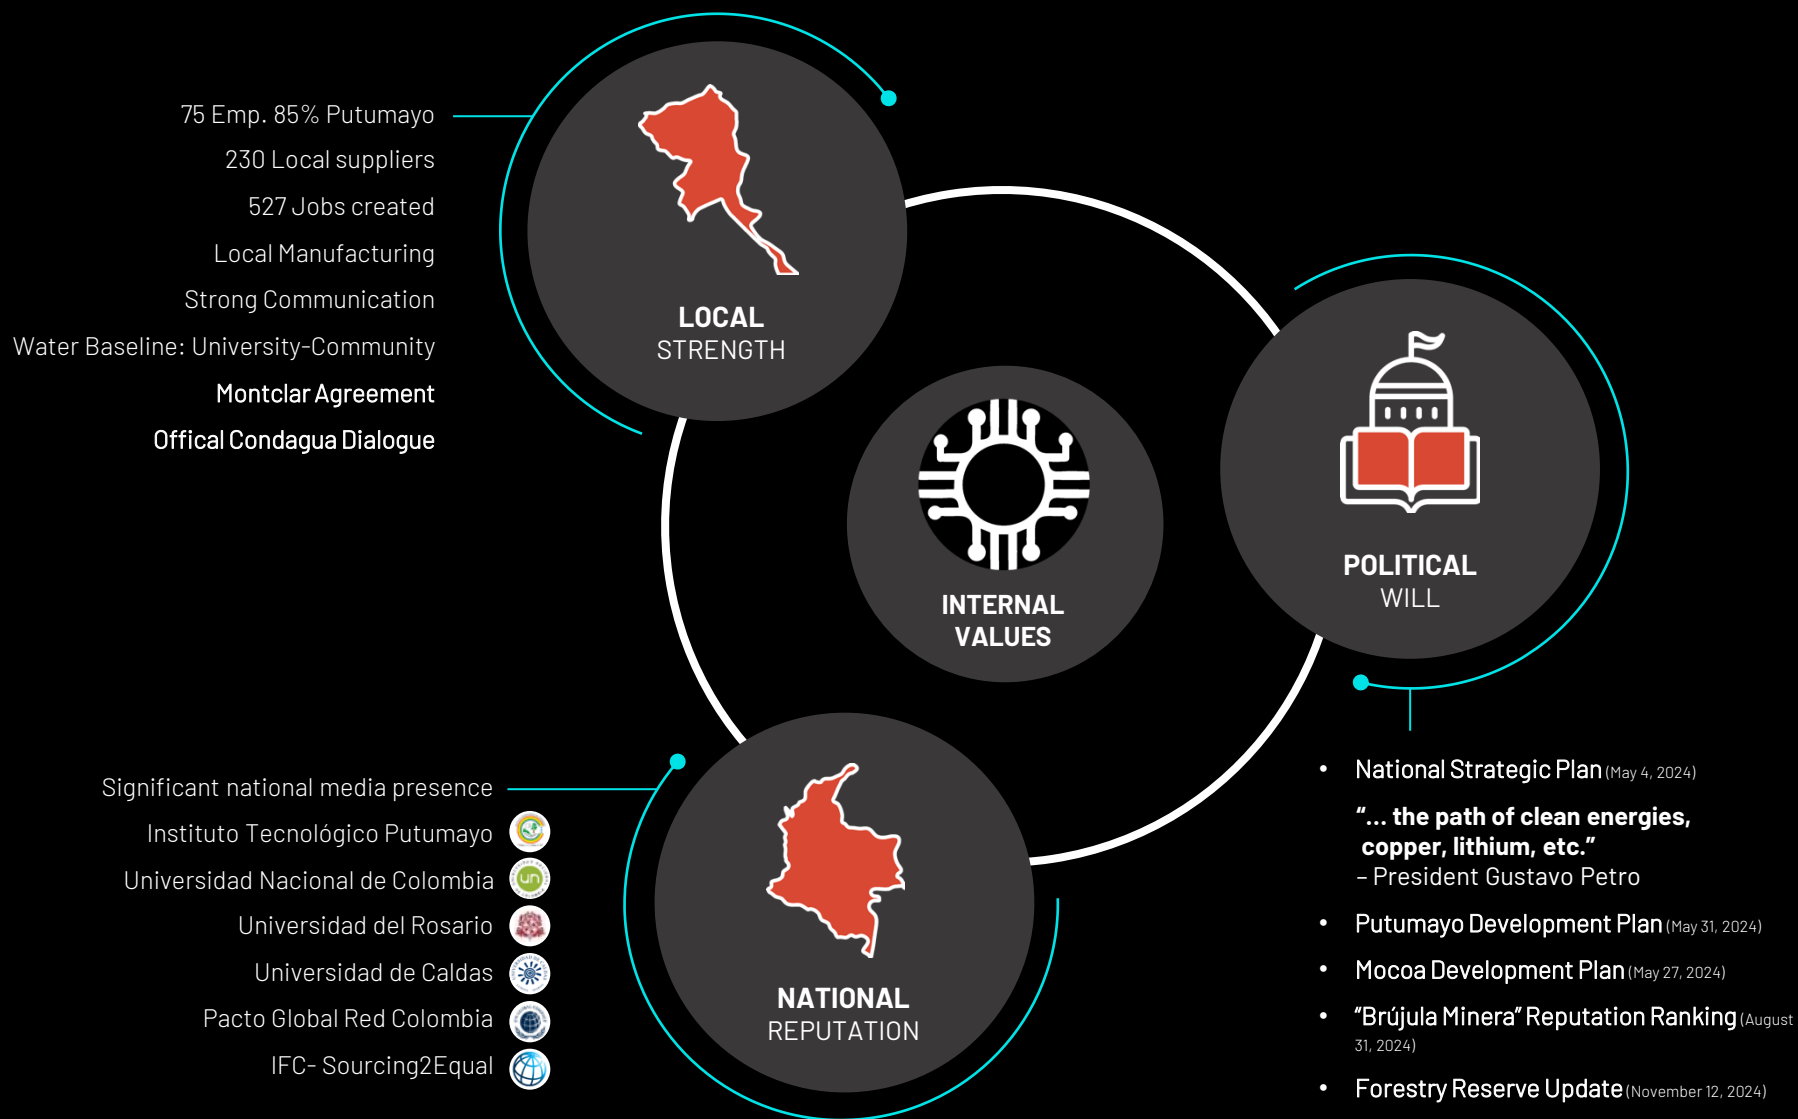 75 Emp. 85% Putumayo
230 Local suppliers
527 Jobs created
Local Manufacturing
Strong Communication
Water Baseline: University-Community
Montclar Agreement
Offical Condagua Dialogue
LOCAL
STRENGTH
POLITICAL
WILL
INTERNAL
VALUES
Significant national media presence
Instituto Tecnológico Putumayo
Universidad Nacional de Colombia
un
Universidad del Rosario
Universidad de Caldas
Pacto Global Red Colombia
IFC- Sourcing2Equal
NATIONAL
REPUTATION
• National Strategic Plan (May 4, 2024)
“... the path of clean energies,
copper, lithium, etc.”
– President Gustavo Petro
• Putumayo Development Plan (May 31, 2024)
• Mocoa Development Plan (May 27, 2024)
• “Brújula Minera” Reputation Ranking (August
31, 2024)
• Forestry Reserve Update (November 12, 2024)